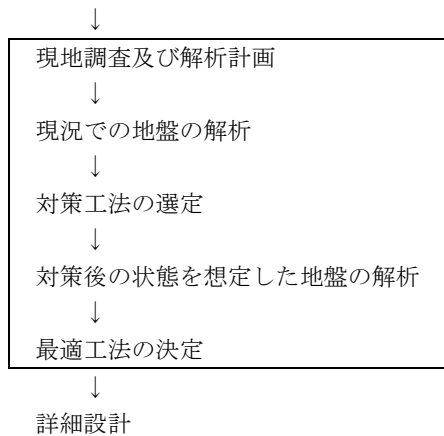 ↓
現地調査及び解析計画
↓
現況での地盤の解析
↓
対策工法の選定
↓
対策後の状態を想定した地盤の解析
↓
最適工法の決定
↓
詳細設計